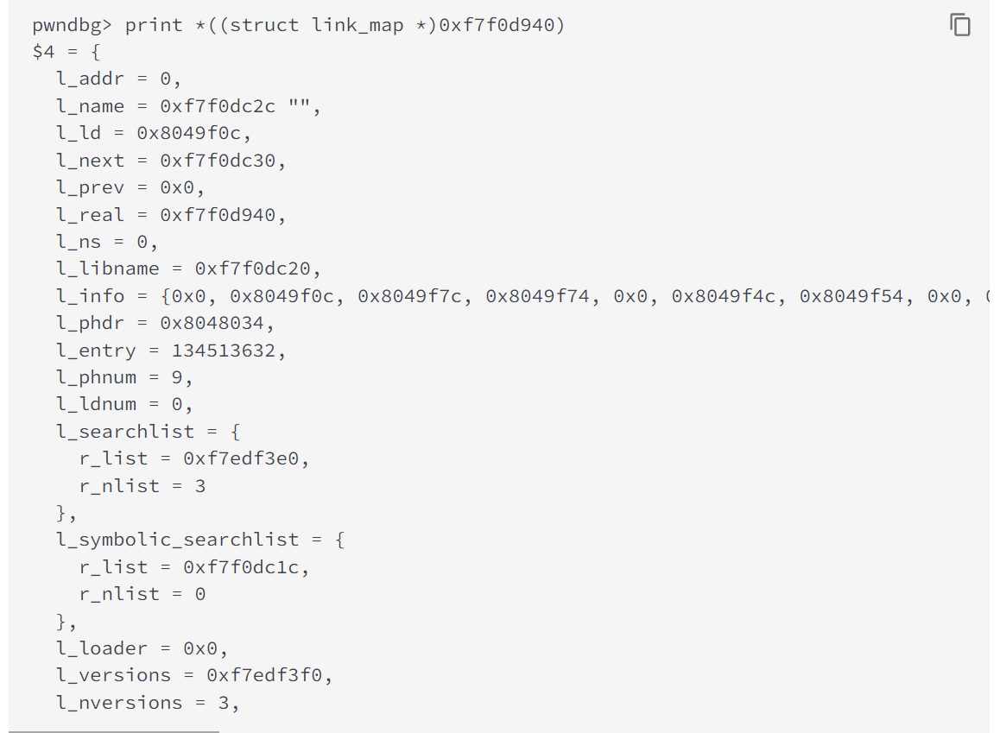 pwndbg> print *((struct link_map *)0xf7f0d940)
$4 = {
  l_addr = 0,
  l_name = 0xf7f0dc2c "",
  l_ld = 0x8049f0c,
  l_next = 0xf7f0dc30,
  l_prev = 0x0,
  l_real = 0xf7f0d940,
  l_ns = 0,
  l_libname = 0xf7f0dc20,
  l_info = {0x0, 0x8049f0c, 0x8049f7c, 0x8049f74, 0x0, 0x8049f4c, 0x8049f54, 0x0,
  l_phdr = 0x8048034,
  l_entry = 134513632,
  l_phnum = 9,
  l_ldnum = 0,
  l_searchlist = {
    r_list = 0xf7edf3e0,
    r_nlist = 3
  },
  l_symbolic_searchlist = {
    r_list = 0xf7f0dc1c,
    r_nlist = 0
  },
  l_loader = 0x0,
  l_versions = 0xf7edf3f0,
  l_nversions = 3,